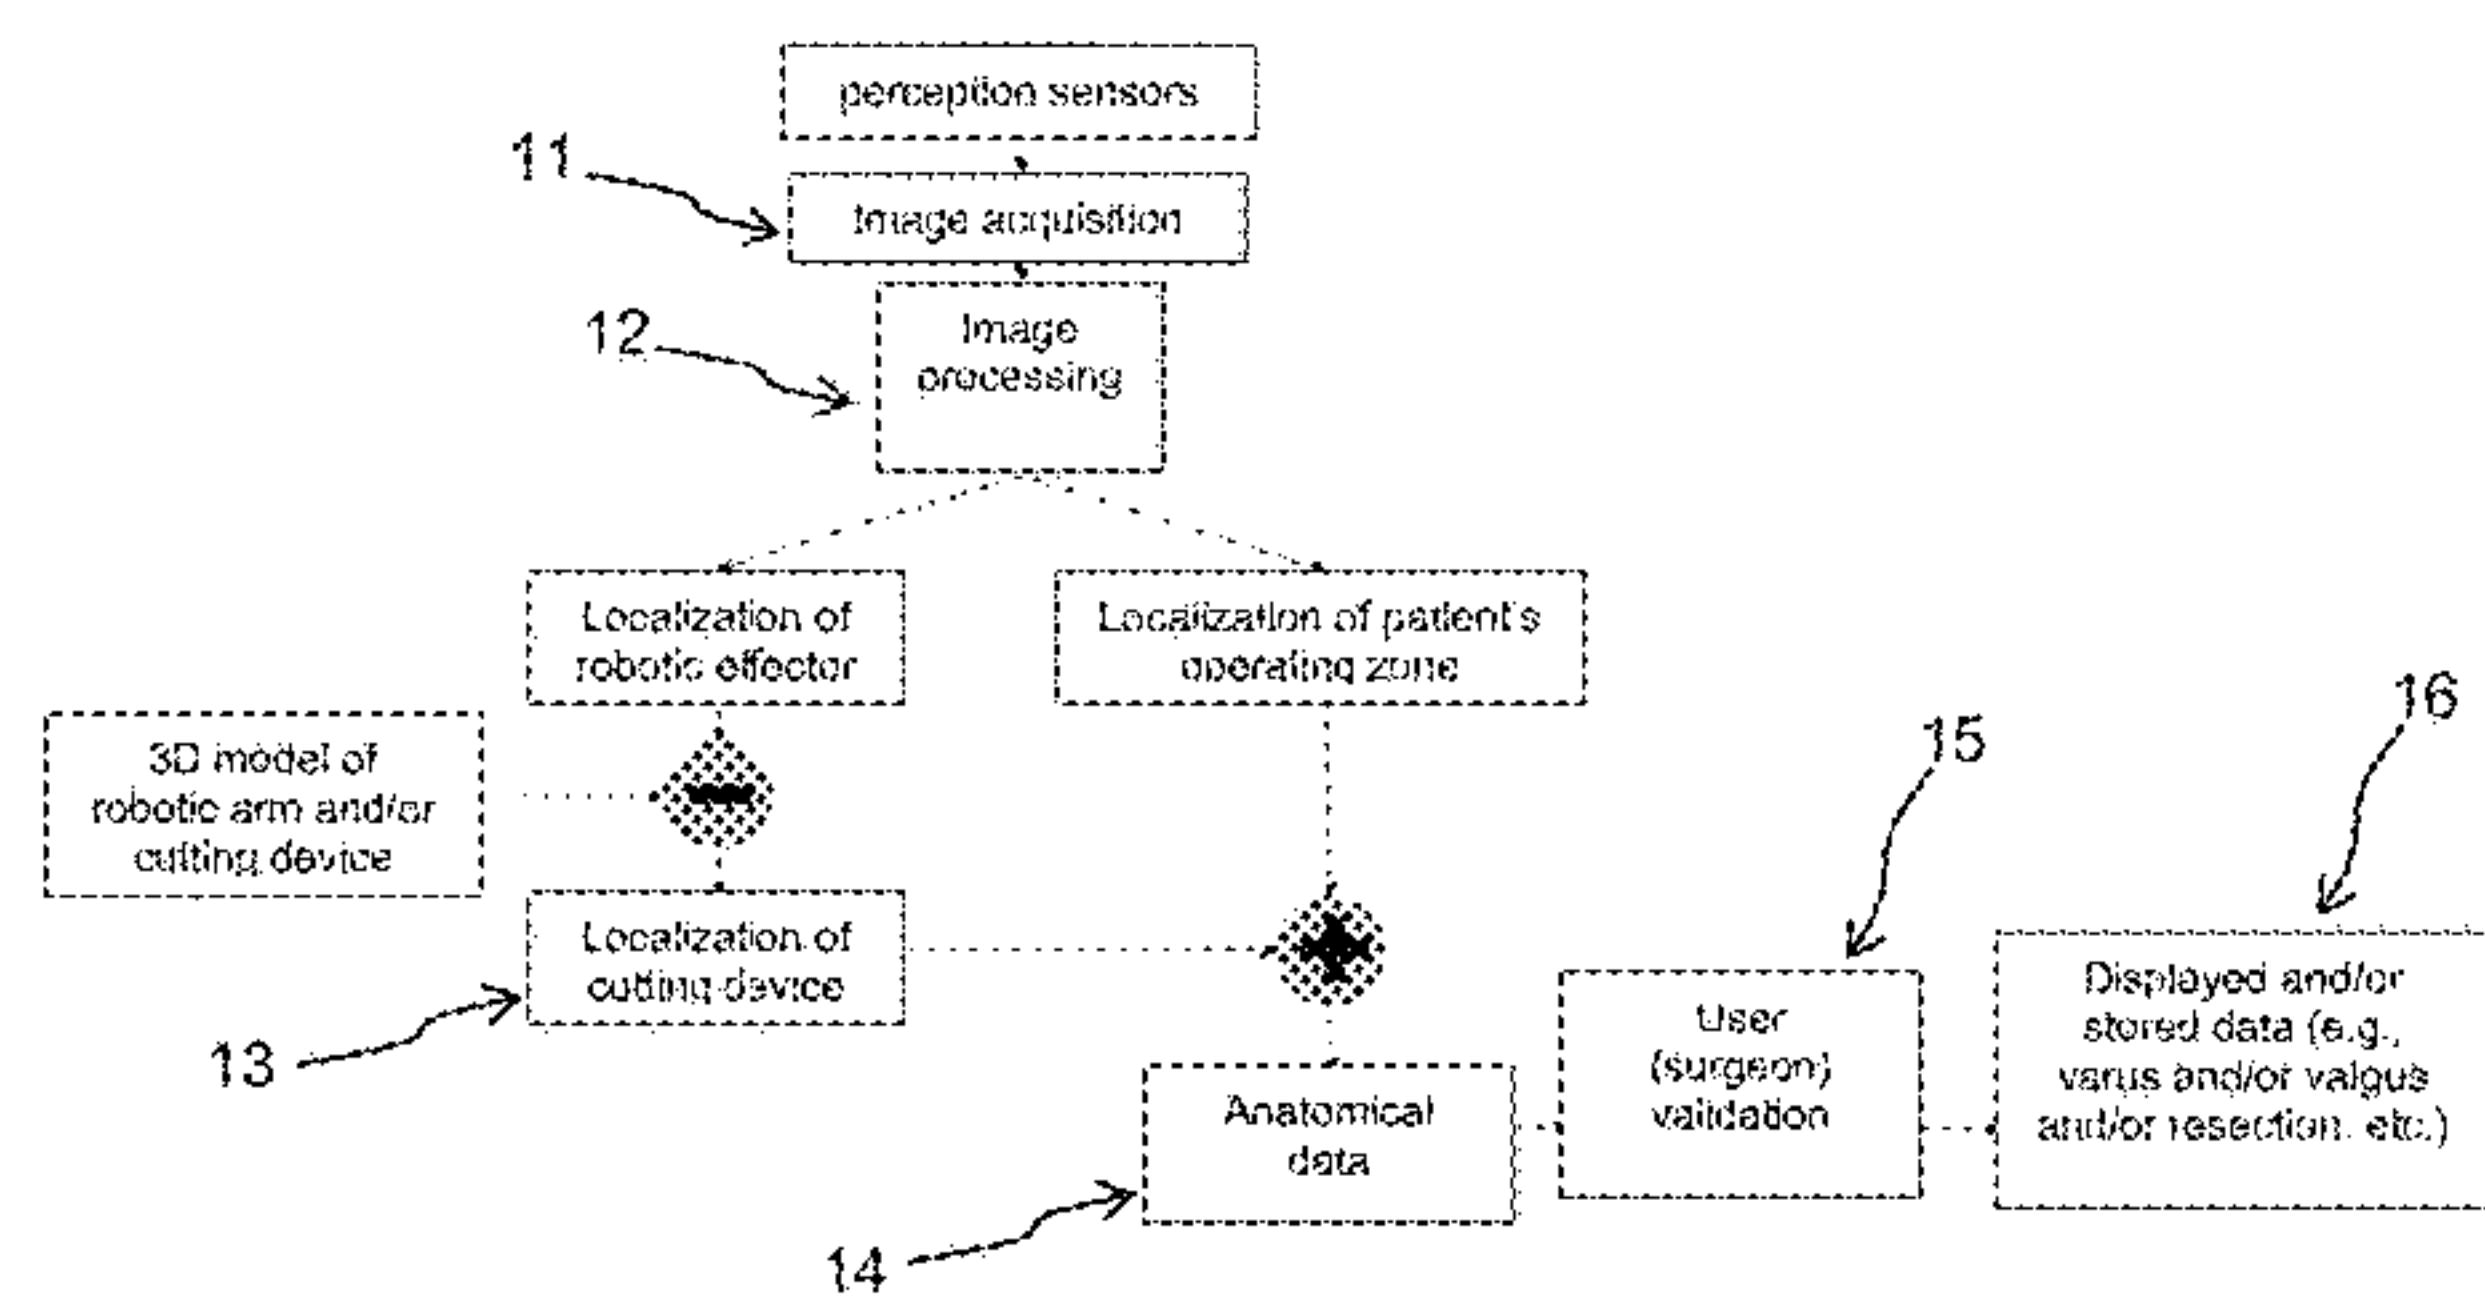 perception sensors
11
Image acquisition
12
Image
processing
Localization of
robotic effector
Localization of patient's
operating zone
3D model of
robotic arm and/or
cutting device
15
16
Localization of
cutting device
13
User
(surgeon)
validation
Displayed and/or
stored data (e.g.,
varus and/or valgus
and/or resection, etc.)
Anatomical
data
14